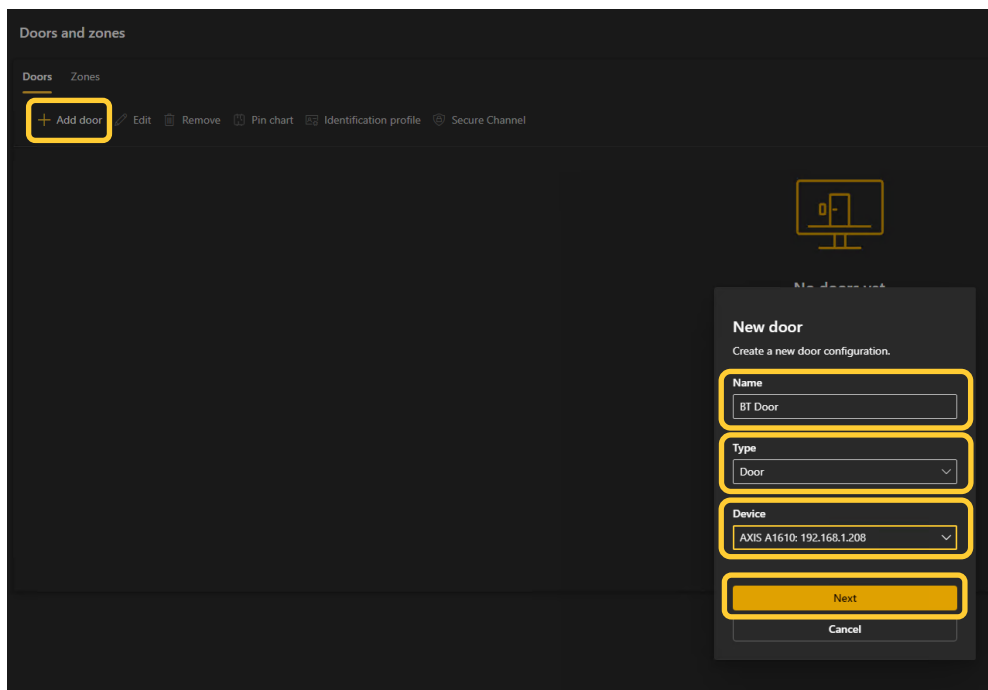 Doors and zones
Doors Zones
Add door Edit Remove Pin chart Identification profile Secure Channel
New door
Create a new door configuration.
Name
BT Door
Type
Door
Device
AXIS A1610: 192.168.1.208
Next
Cancel